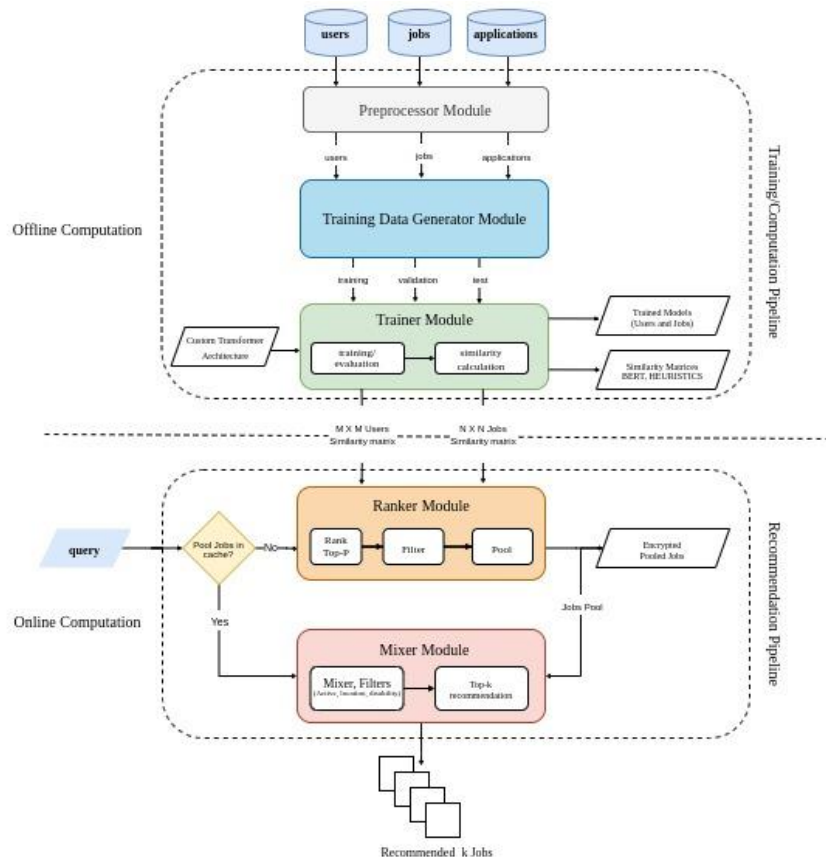 users
jobs
applications
Preprocessor Module
users
jobs
applications
Offline Computation
Training Data Generator Module
Training/Computation Pipeline
training
validation
test
Trainer Module
Custom Transformer
Architecture
training/
evaluation
similarity
calculation
Trained Models
(Users and Jobs)
Similarity Matrices
BERT, HEURISTICS
M X M Users
Similarity matrix
N X N Jobs
Similarity matrix
Ranker Module
query
Pool Jobs in
cache?
No
Rank
Top-P
Filter
Pool
Encrypted
Pooled Jobs
Recommendation Pipeline
Online Computation
Yes
Jobs Pool
Mixer Module
Mixer, Filters
(Active, location, disability)
Top-k
recommendation
Recommended k Jobs